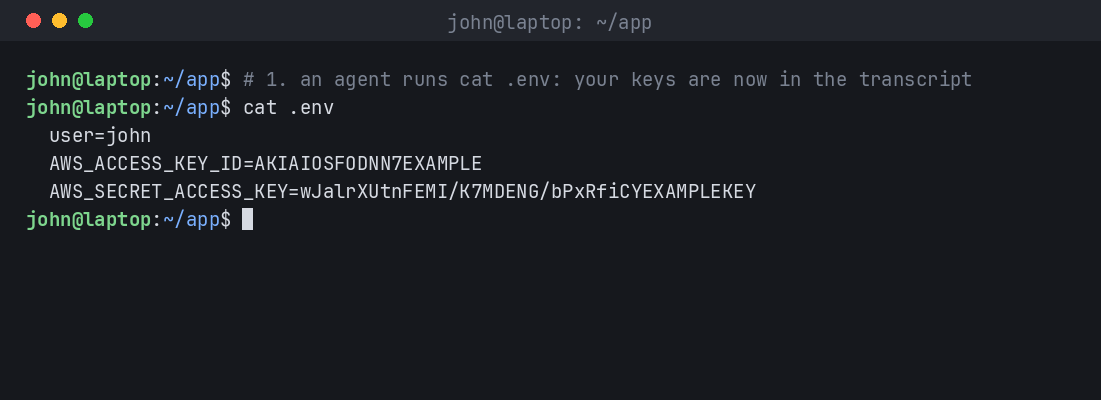 john@laptop: ~/app
john@laptop:~/app$ # 1. an agent runs cat .env: your keys are now in the transcript
john@laptop:~/app$ cat .env
user=john
AWS_ACCESS_KEY_ID=AKIAIOSFODNN7EXAMPLE
AWS_SECRET_ACCESS_KEY=wJalrXUtnFEMI/K7MDENG/bPxRfiCYEXAMPLEKEY
john@laptop:~/app$